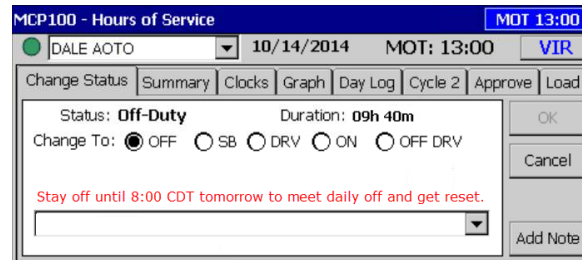 MCP100 - Hours of Service MOT 13:00
DALE AOTO 10/14/2014 MOT: 13:00 VIR
Change Status Summary Clocks Graph Day Log Cycle 2 Approve Load
Status: Off-Duty Duration: 09h 40m OK
Change To: OFF SB DRV ON OFF DRV
Cancel
Stay off until 8:00 CDT tomorrow to meet daily off and get reset.
Add Note